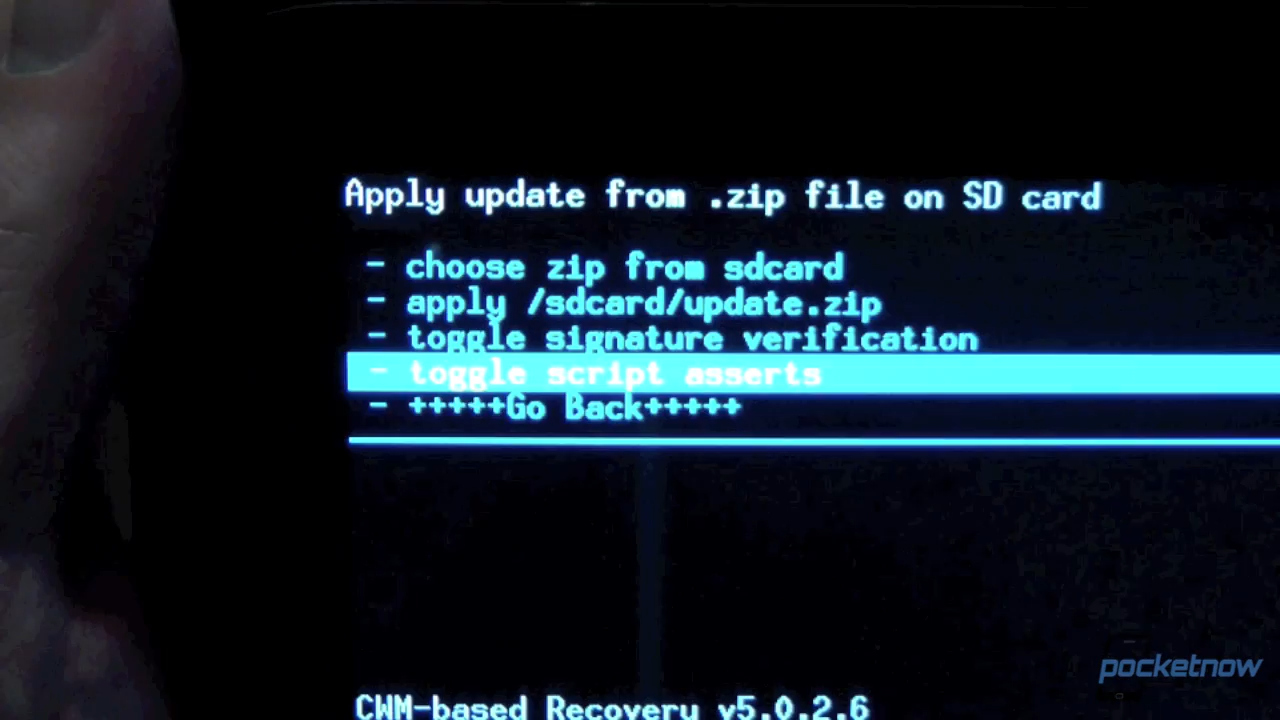 Apply update from .zip file on SD card
- choose zip from sdcard
- apply /sdcard/update.zip
- toggle signature verification
- toggle script asserts
- +++++Go Back+++++
CWM-based Recovery v5.0.2.6
pocketnow